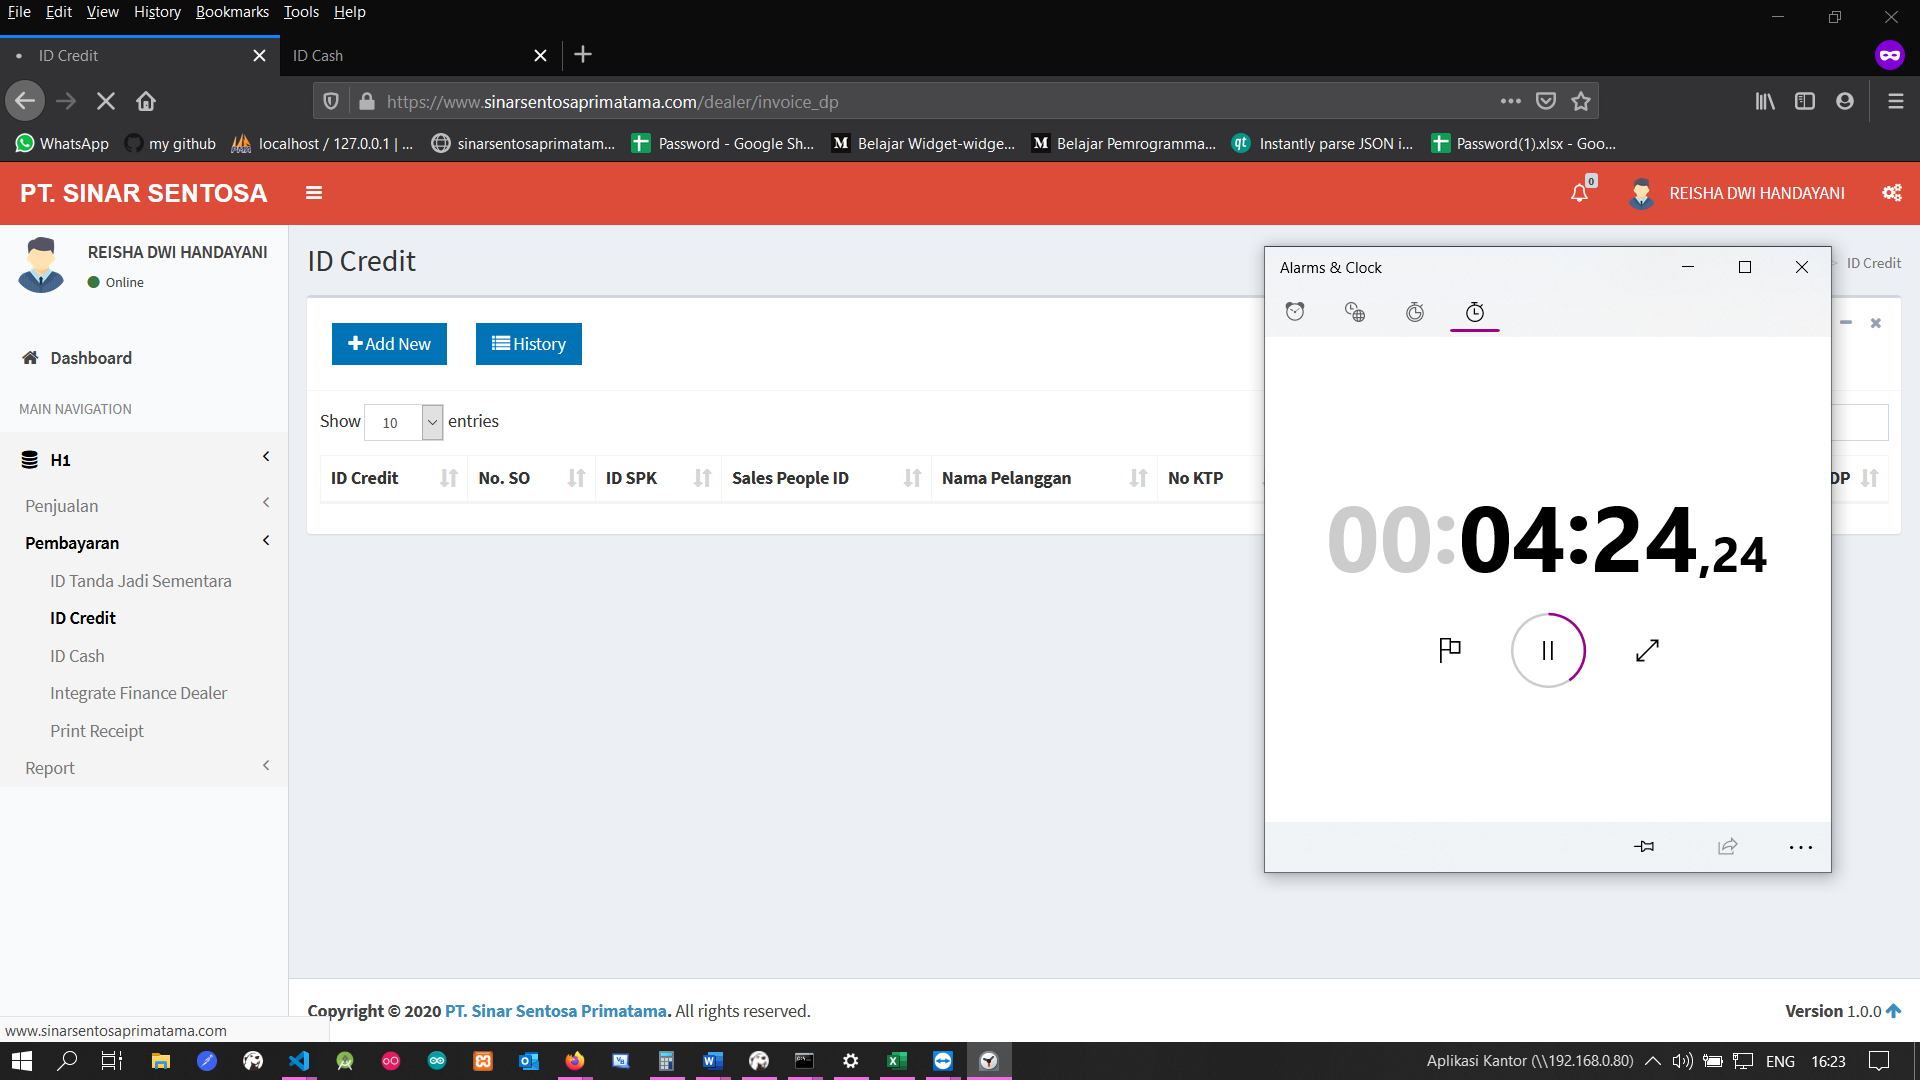 File Edit View History Bookmarks Tools Help
ID Credit
ID Cash
https://www.sinarsentosaprimatama.com/dealer/invoice_dp
WhatsApp my github localhost / 127.0.0.1 | ... sinarsentosaprimatam... Password - Google Sh... Belajar Widget-widge... Belajar Pemrogramma... Instantly parse JSON i... Password(1).xlsx - Goo...
PT. SINAR SENTOSA
0
REISHA DWI HANDAYANI
REISHA DWI HANDAYANI
Online
Dashboard
MAIN NAVIGATION
H1
Penjualan
Pembayaran
ID Tanda Jadi Sementara
ID Credit
ID Cash
Integrate Finance Dealer
Print Receipt
Report
ID Credit
ID Credit
Add New
History
Show 10 entries
ID Credit No. SO ID SPK Sales People ID Nama Pelanggan No KTP DP
Alarms & Clock
00:04:24,24
Copyright © 2020 PT. Sinar Sentosa Primatama. All rights reserved.
Version 1.0.0
www.sinarsentosaprimatama.com
Aplikasi Kantor (\\192.168.0.80) ENG 16:23